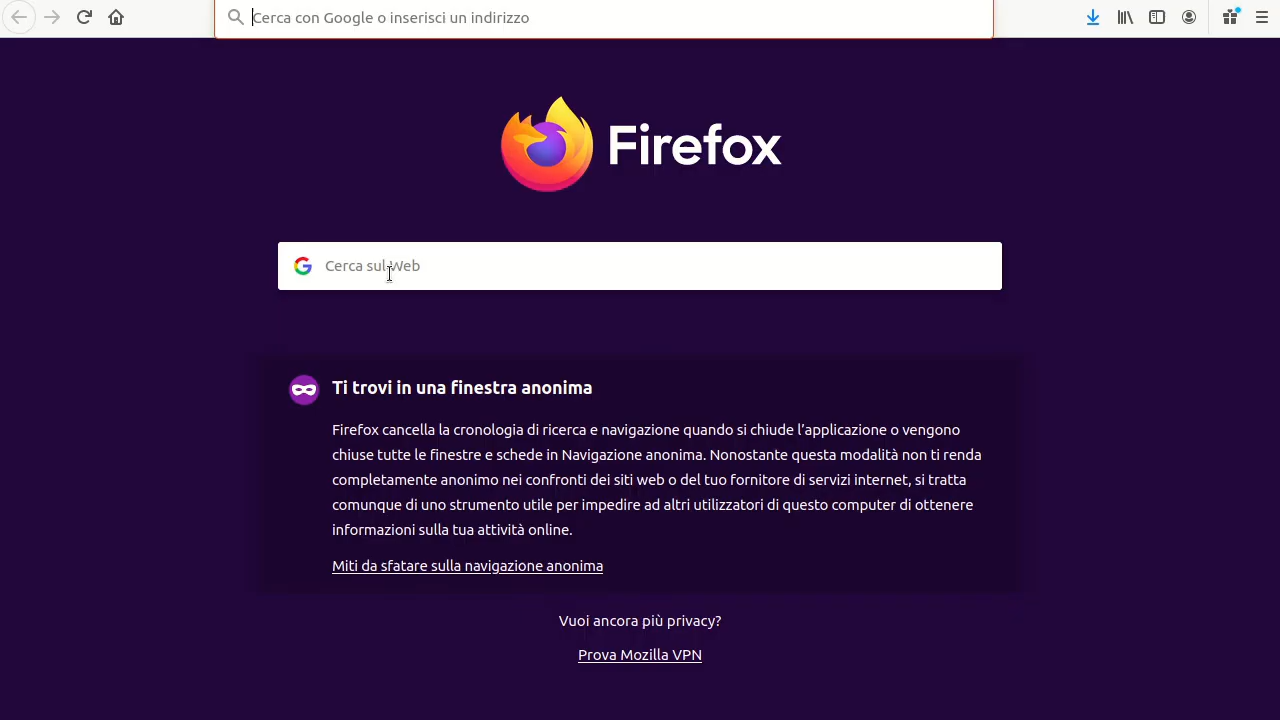 Cerca con Google o inserisci un indirizzo
Firefox
Cerca sul Web
Ti trovi in una finestra anonima
Firefox cancella la cronologia di ricerca e navigazione quando si chiude l’applicazione o vengono
chiuse tutte le finestre e schede in Navigazione anonima. Nonostante questa modalità non ti renda
completamente anonimo nei confronti dei siti web o del tuo fornitore di servizi internet, si tratta
comunque di uno strumento utile per impedire ad altri utilizzatori di questo computer di ottenere
informazioni sulla tua attività online.
Miti da sfatare sulla navigazione anonima
Vuoi ancora più privacy?
Prova Mozilla VPN